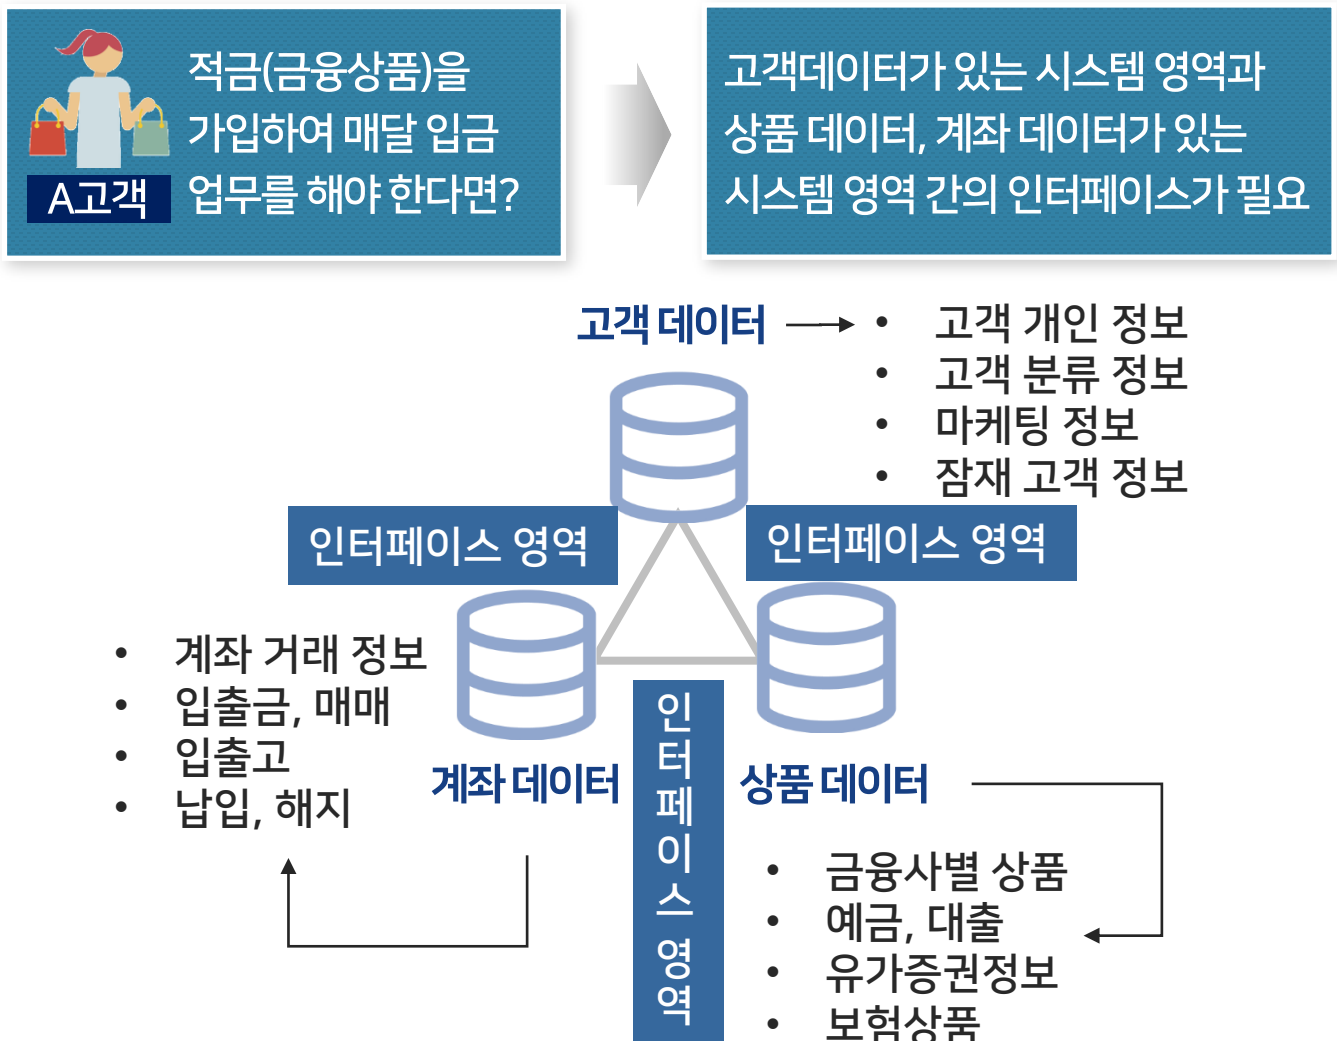 적금(금융상품)을
가입하여 매달 입금
업무를 해야 한다면?
A고객
고객데이터가 있는 시스템 영역과
상품 데이터, 계좌 데이터가 있는
시스템 영역 간의 인터페이스가 필요
고객 데이터
• 고객 개인 정보
• 고객 분류 정보
• 마케팅 정보
• 잠재 고객 정보
인터페이스 영역
인터페이스 영역
• 계좌 거래 정보
• 입출금, 매매
• 입출고
• 납입, 해지
계좌 데이터
인터페이스 영역
상품 데이터
• 금융사별 상품
• 예금, 대출
• 유가증권정보
• 보험상품